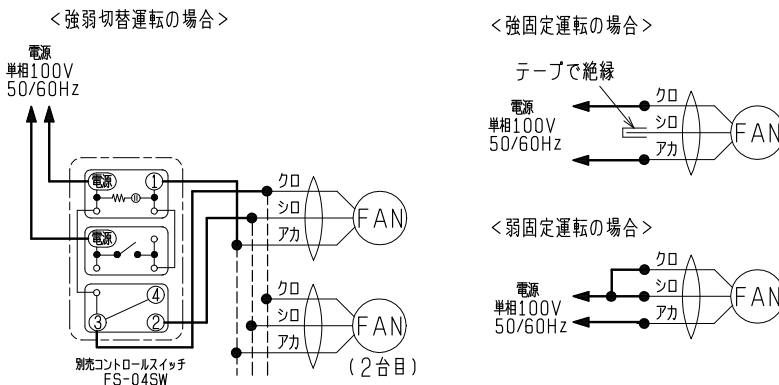 <強弱切替運転の場合>
電源
単相100V
50/60Hz
電源
1
電源
4
3
2
別売コントロールスイッチ
FS-04SW
クロ
シロ
アカ
FAN
クロ
シロ
アカ
FAN
(2台目)
<強固定運転の場合>
テープで絶縁
電源
単相100V
50/60Hz
クロ
シロ
アカ
FAN
<弱固定運転の場合>
電源
単相100V
50/60Hz
クロ
シロ
アカ
FAN